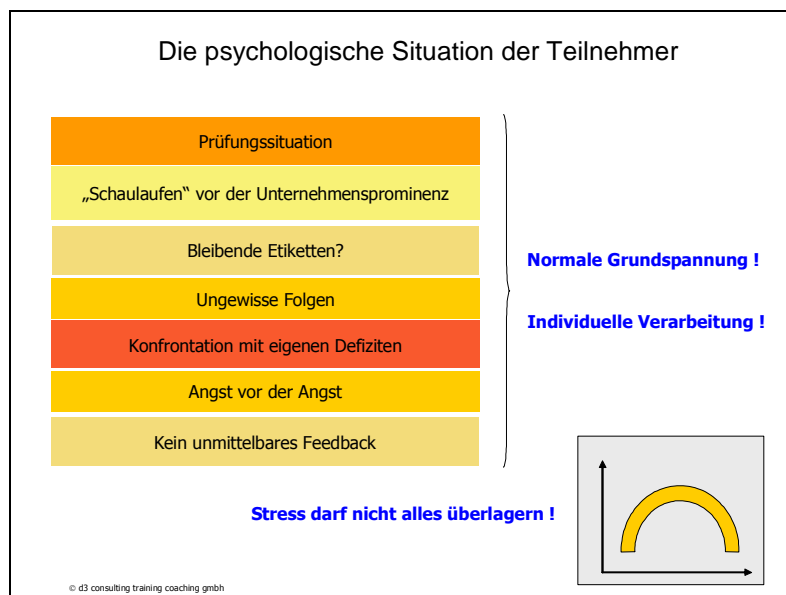 Die psychologische Situation der Teilnehmer
Prüfungssituation
„Schaulaufen“ vor der Unternehmensprominenz
Bleibende Etiketten?
Ungewisse Folgen
Konfrontation mit eigenen Defiziten
Angst vor der Angst
Kein unmittelbares Feedback
Normale Grundspannung !
Individuelle Verarbeitung !
Stress darf nicht alles überlagern !
© d3 consulting training coaching gmbh